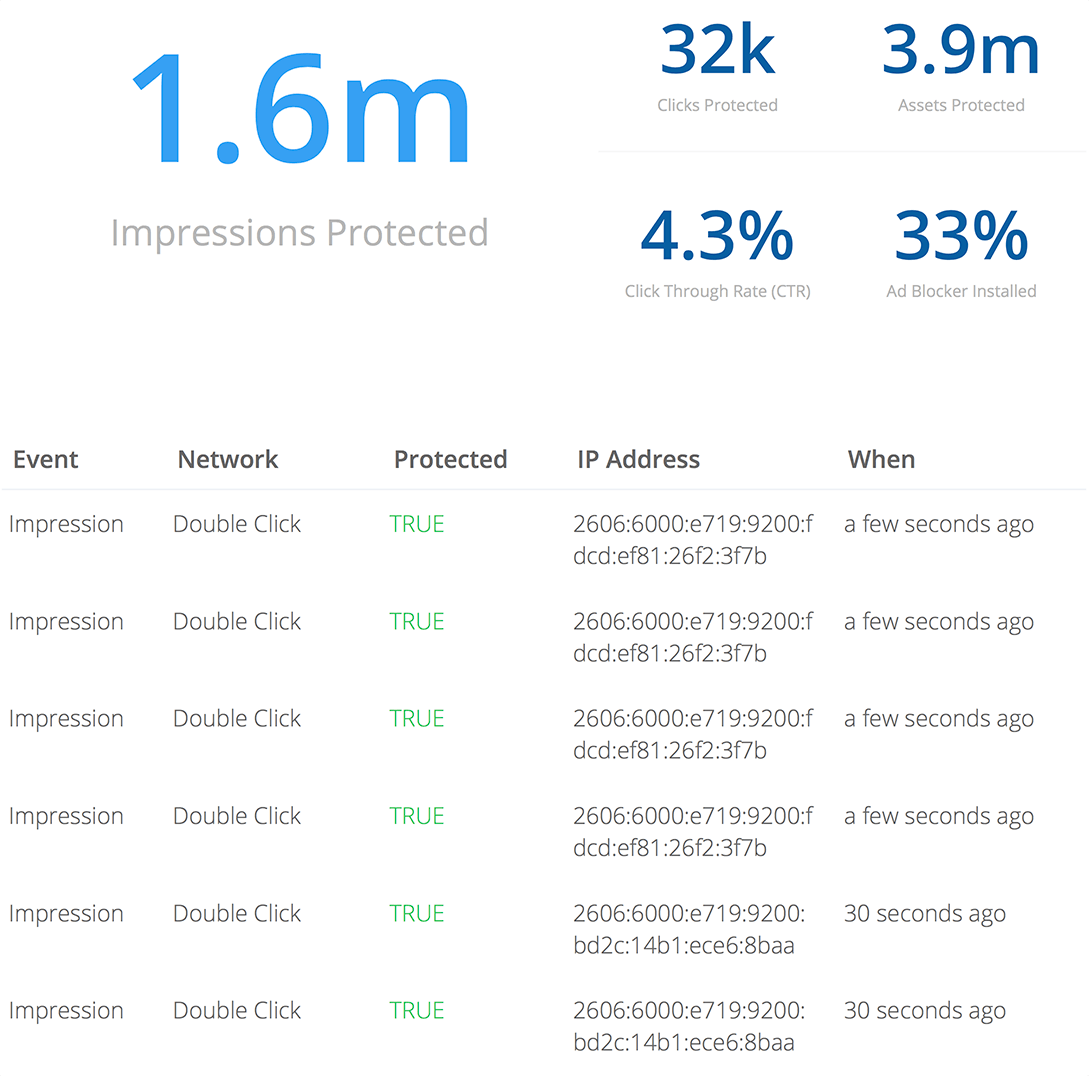 1.6m
Impressions Protected
32k
Clicks Protected
3.9m
Assets Protected
4.3%
Click Through Rate (CTR)
33%
Ad Blocker Installed
Event Network Protected IP Address When
Impression Double Click TRUE 2606:6000:e719:9200:f a few seconds ago
dcd:ef81:26f2:3f7b
Impression Double Click TRUE 2606:6000:e719:9200:f a few seconds ago
dcd:ef81:26f2:3f7b
Impression Double Click TRUE 2606:6000:e719:9200:f a few seconds ago
dcd:ef81:26f2:3f7b
Impression Double Click TRUE 2606:6000:e719:9200:f a few seconds ago
dcd:ef81:26f2:3f7b
Impression Double Click TRUE 2606:6000:e719:9200: 30 seconds ago
bd2c:14b1:ece6:8baa
Impression Double Click TRUE 2606:6000:e719:9200: 30 seconds ago
bd2c:14b1:ece6:8baa